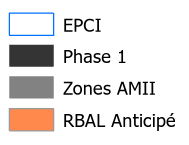 EPCI
Phase 1
Zones AMII
RBAL Anticipé